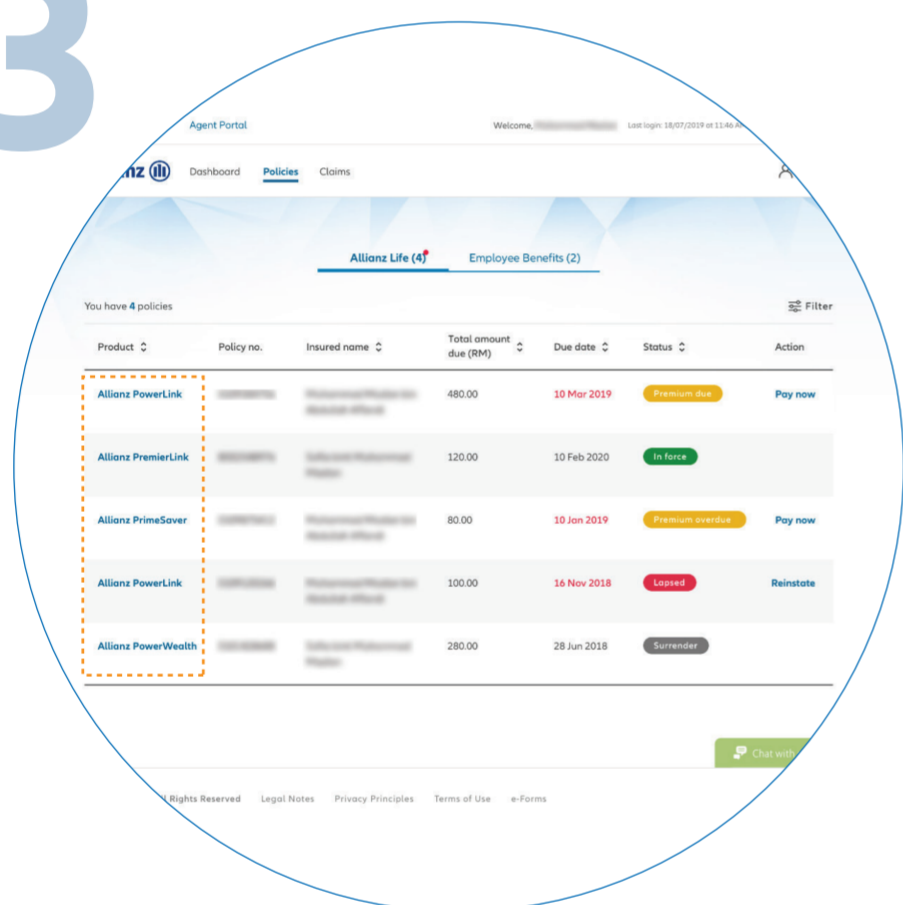 3
Agent Portal Welcome, Last login: 18/07/2019 at 11:46
nz Dashboard Policies Claims
Allianz Life (4) Employee Benefits (2)
You have 4 policies Filter
Product Policy no. Insured name Total amount due (RM) Due date Status Action
Allianz PowerLink 480.00 10 Mar 2019 Premium due Pay now
Allianz PremierLink 120.00 10 Feb 2020 In force
Allianz PrimeSaver 80.00 10 Jan 2019 Premium overdue Pay now
Allianz PowerLink 100.00 16 Nov 2018 Lapsed Reinstate
Allianz PowerWealth 280.00 28 Jun 2018 Surrender
Chat with
Rights Reserved Legal Notes Privacy Principles Terms of Use e-Forms